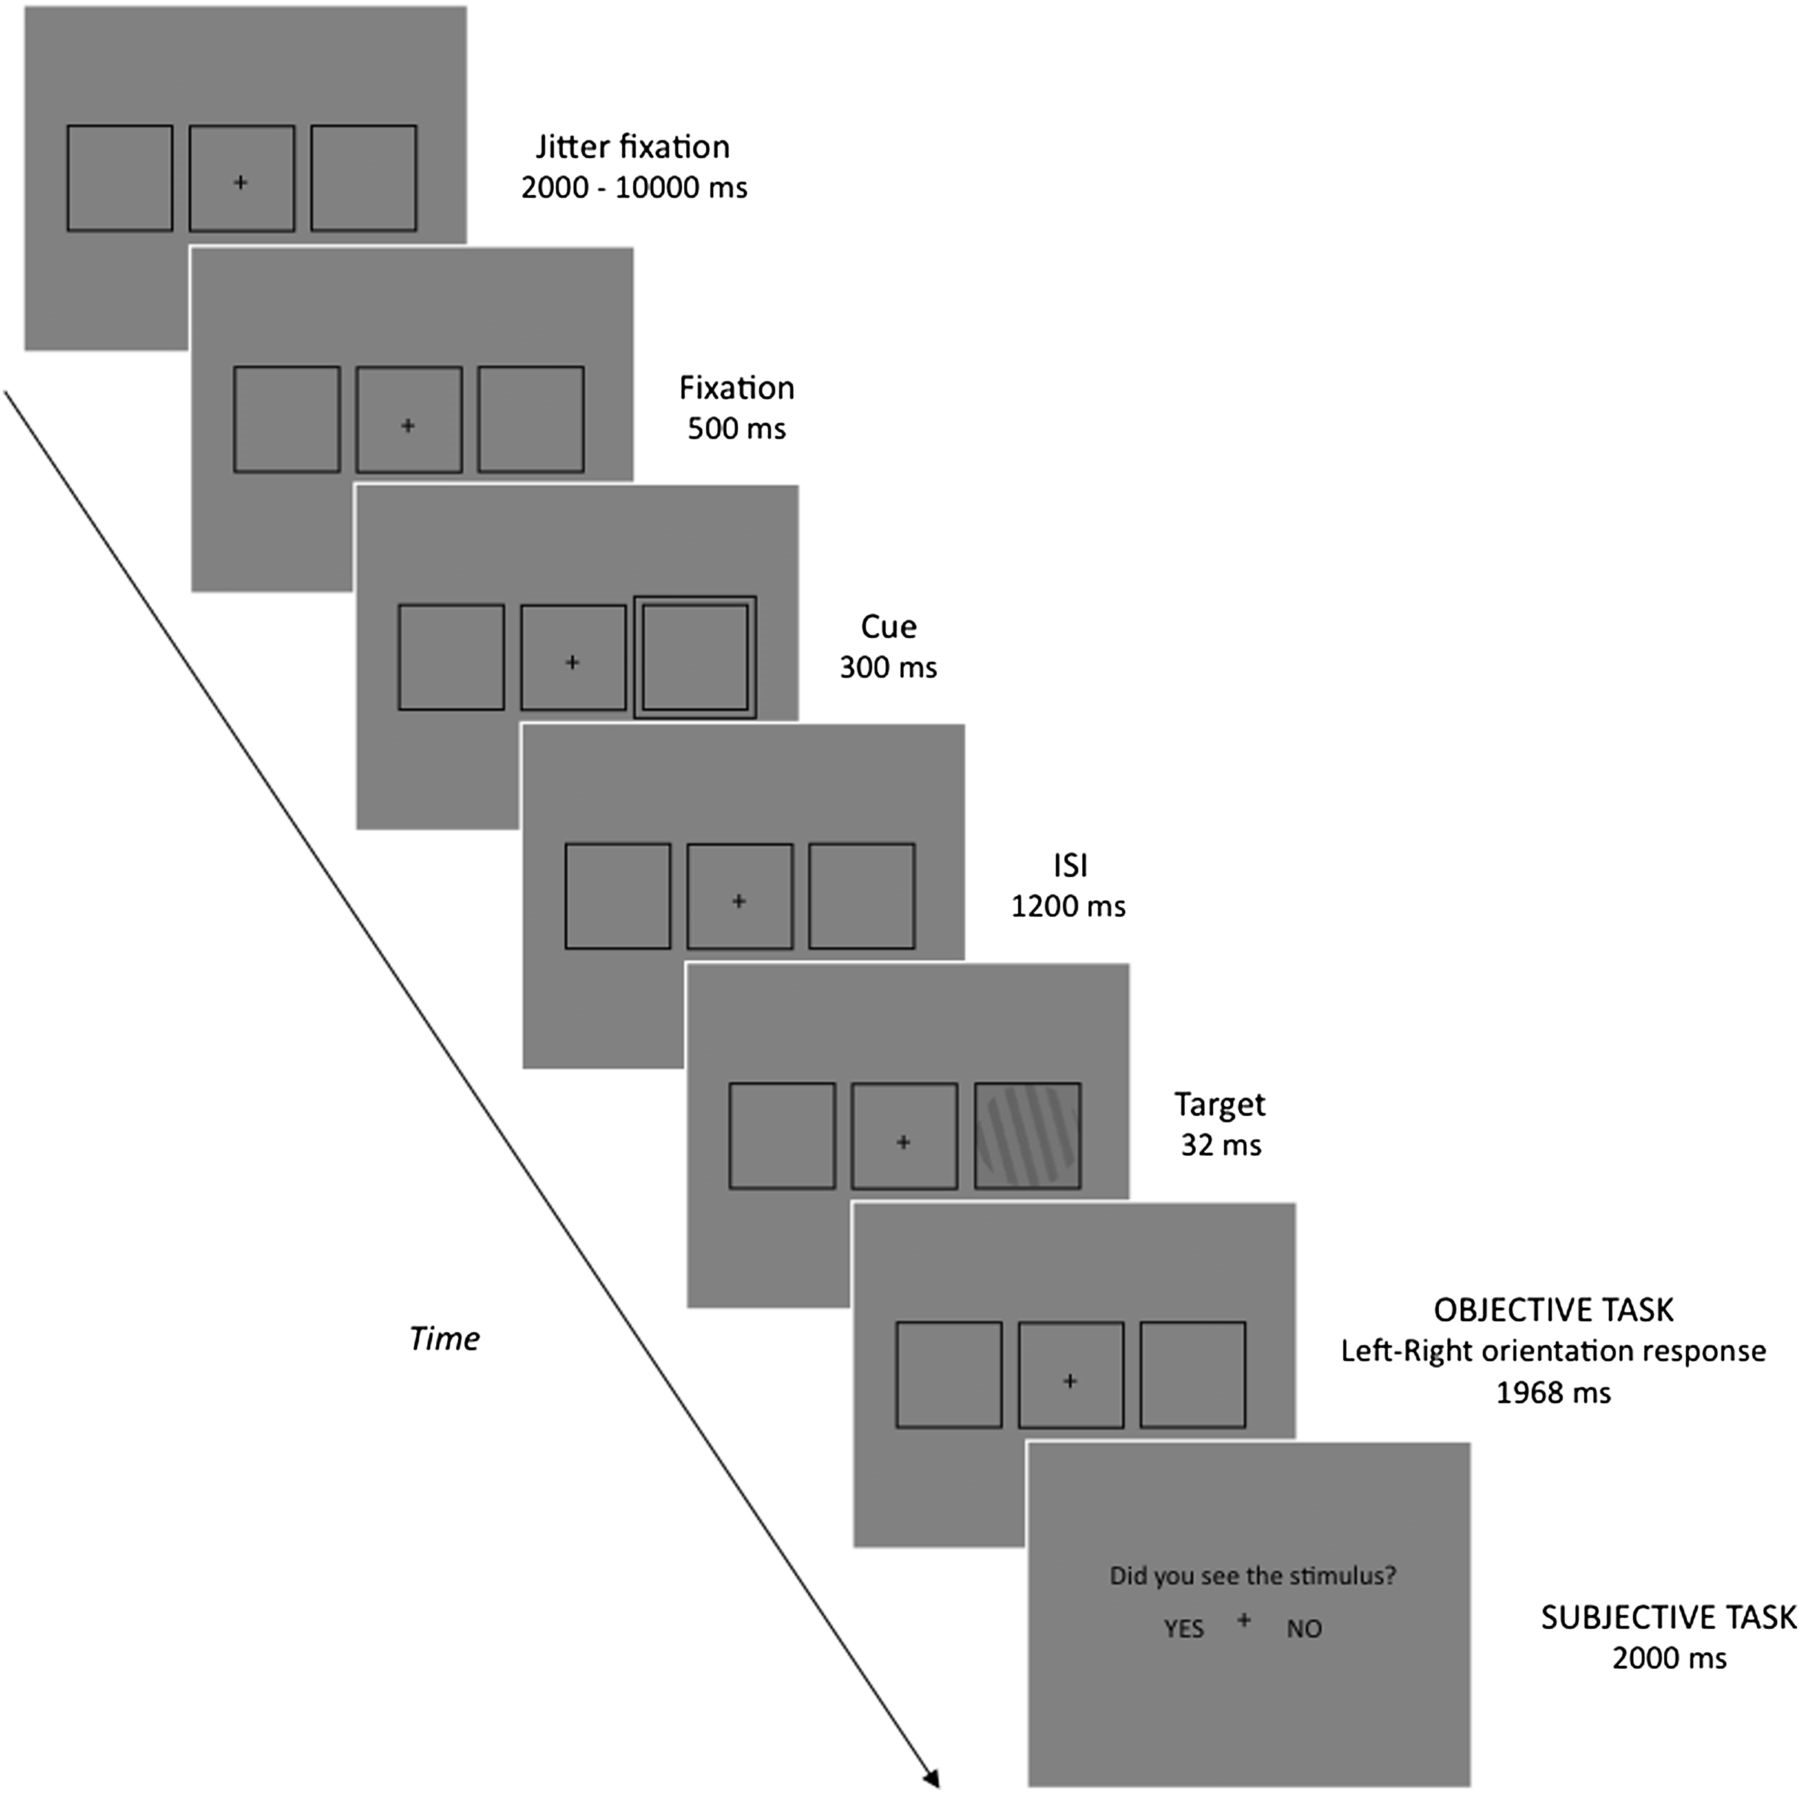 Jitter fixation
2000 - 10000 ms
Fixation
500 ms
Cue
300 ms
ISI
1200 ms
Target
32 ms
Time
OBJECTIVE TASK
Left-Right orientation response
1968 ms
Did you see the stimulus?
YES + NO
SUBJECTIVE TASK
2000 ms